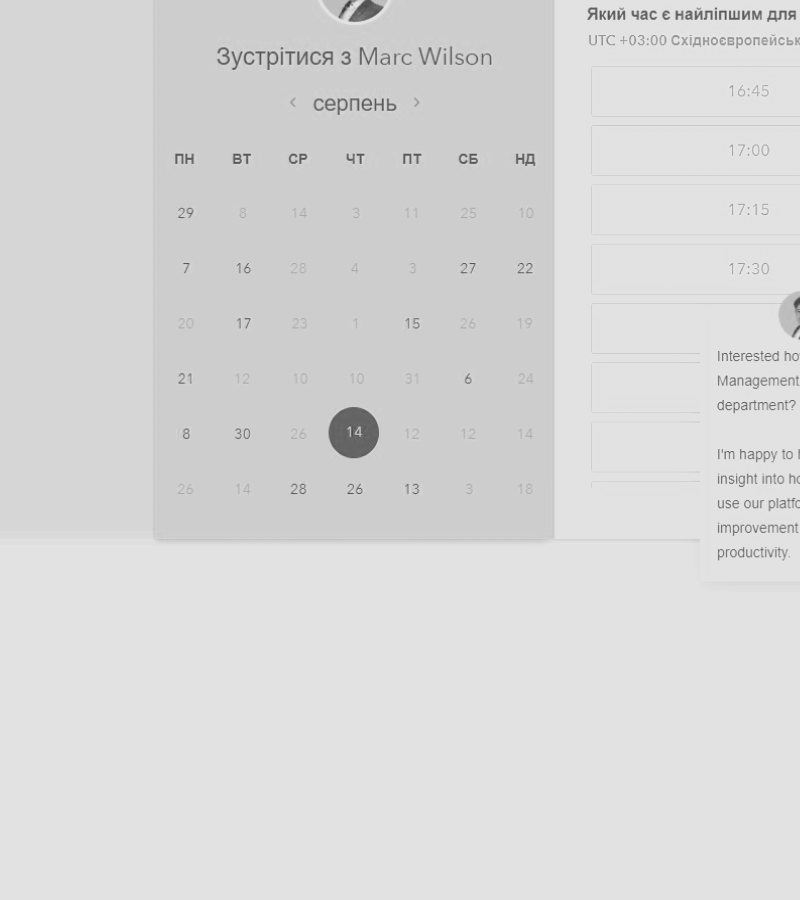 Зустрітися з Marc Wilson
‹ серпень ›
ПН ВТ СР ЧТ ПТ СБ НД
29 8 14 3 11 25 10
7 16 28 4 3 27 22
20 17 23 1 15 26 19
21 12 10 10 31 6 24
8 30 26 14 12 12 14
26 14 28 26 13 3 18
Який час є найліпшим для
UTC +03:00 Східноєвропейськ
16:45
17:00
17:15
17:30
Interested ho
Management
department?
I'm happy to h
insight into ho
use our platfo
improvement
productivity.